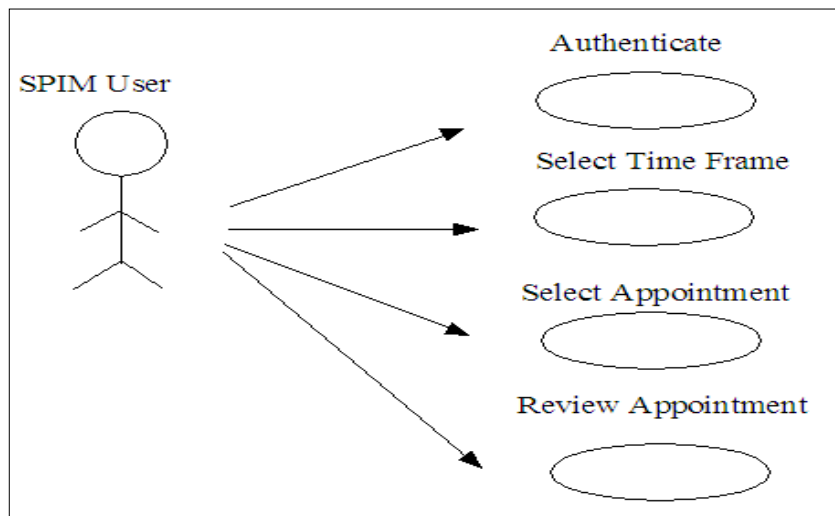 SPIM User
Authenticate
Select Time Frame
Select Appointment
Review Appointment